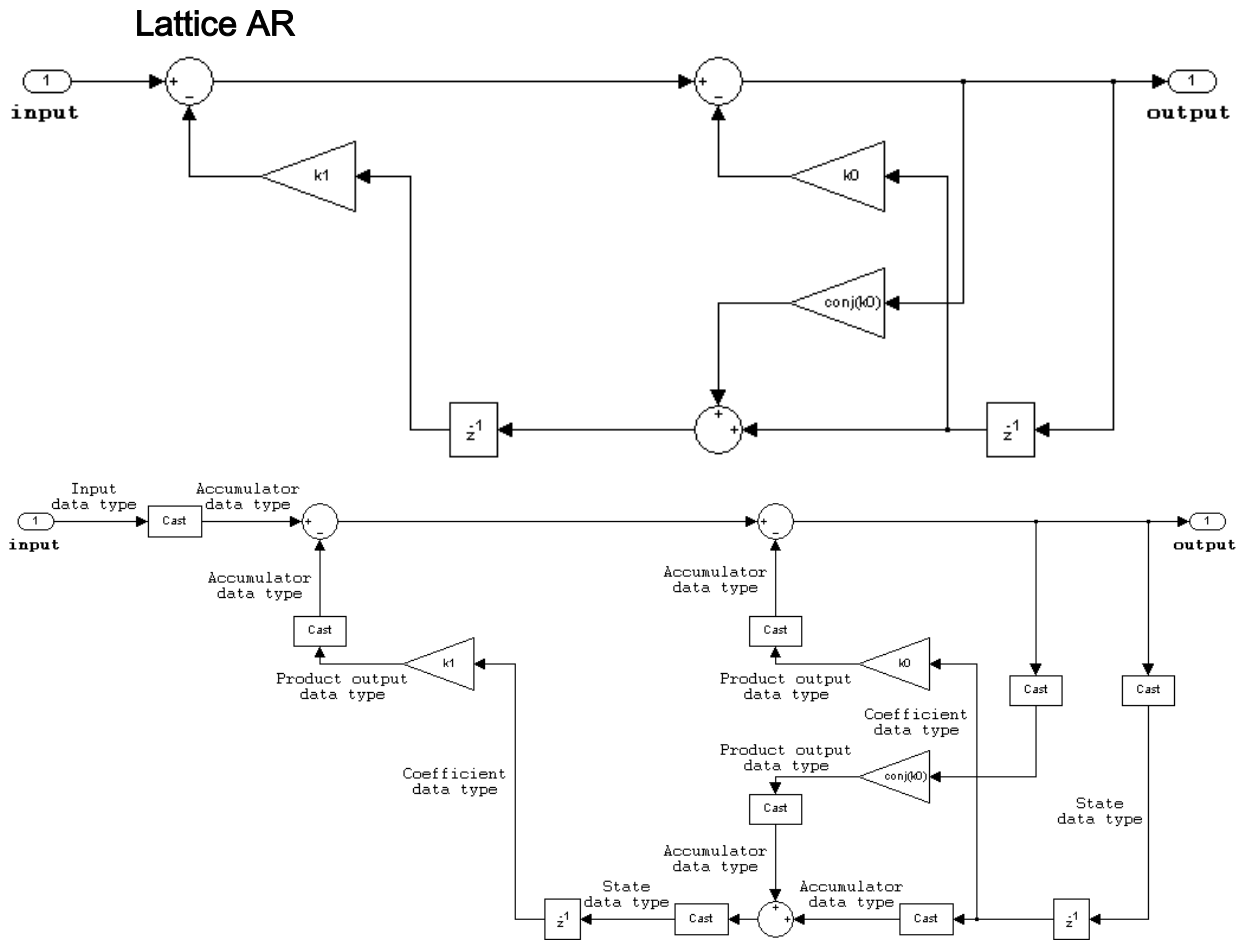 Lattice AR
1
+
−
+
−
1
input
output
k1
k0
conj(k0)
z-1
+
+
z-1
Input
data type
Accumulator
data type
1
Cast
+
−
+
−
1
input
output
Accumulator
data type
Accumulator
data type
Cast
Cast
k1
k0
Product output
data type
Product output
data type
Cast
Cast
Coefficient
data type
Product output
data type
Coefficient
data type
conj(k0)
Cast
State
data type
Accumulator
data type
State
data type
Accumulator
data type
z-1
Cast
+
+
Cast
z-1